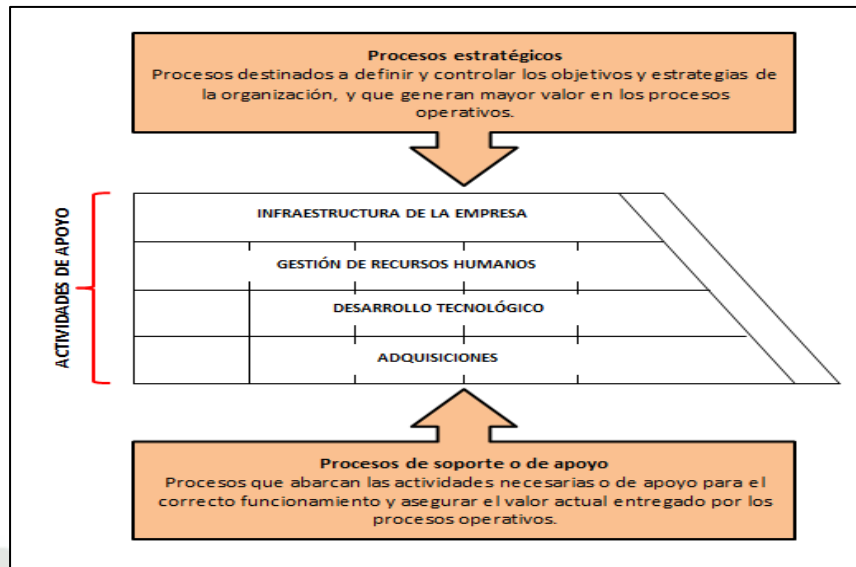 Procesos estratégicos
Procesos destinados a definir y controlar los objetivos y estrategias de
la organización, y que generan mayor valor en los procesos
operativos.
ACTIVIDADES DE APOYO
INFRAESTRUCTURA DE LA EMPRESA
GESTIÓN DE RECURSOS HUMANOS
DESARROLLO TECNOLÓGICO
ADQUISICIONES
Procesos de soporte o de apoyo
Procesos que abarcan las actividades necesarias o de apoyo para el
correcto funcionamiento y asegurar el valor actual entregado por los
procesos operativos.